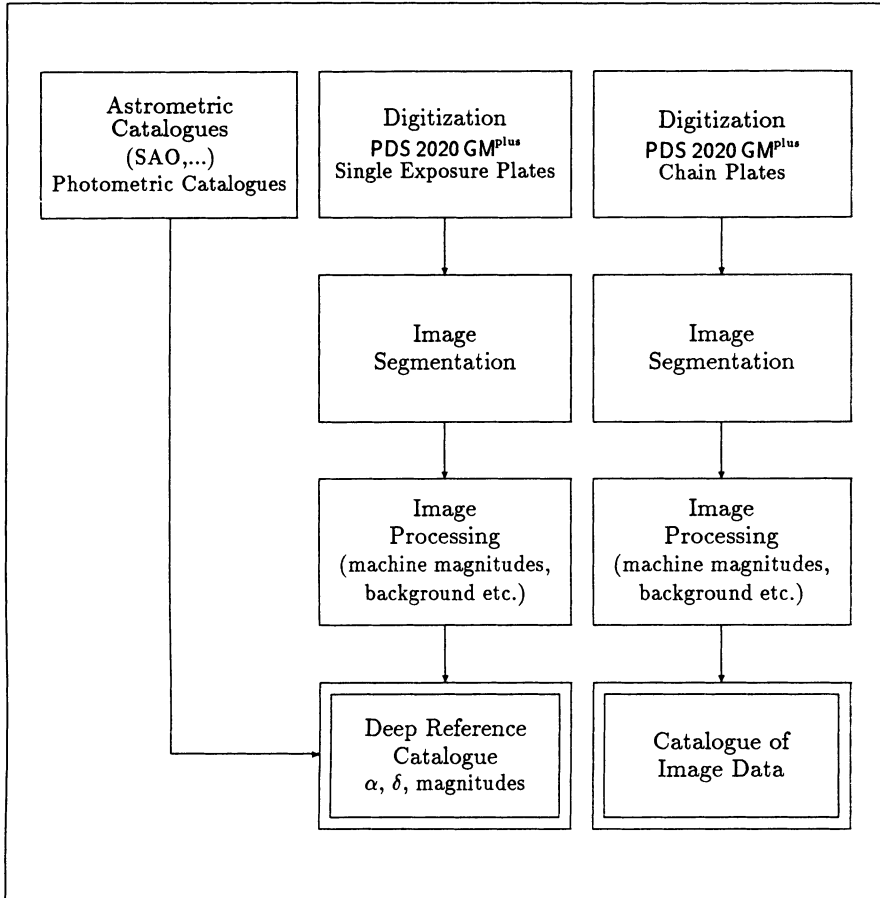 Astrometric
Catalogues
(SAO,...)
Photometric Catalogues
Digitization
PDS 2020 GMplus
Single Exposure Plates
Digitization
PDS 2020 GMplus
Chain Plates
Image
Segmentation
Image
Segmentation
Image
Processing
(machine magnitudes,
background etc.)
Image
Processing
(machine magnitudes,
background etc.)
Deep Reference
Catalogue
α, δ, magnitudes
Catalogue of
Image Data